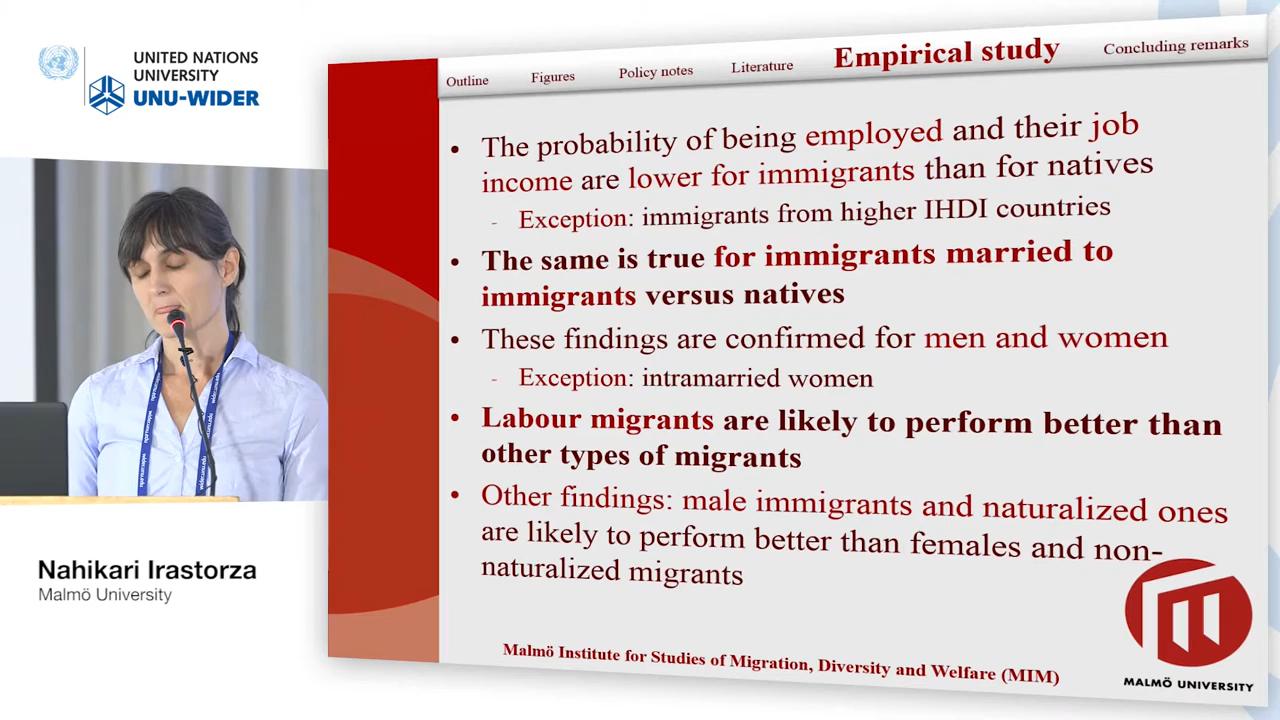 UNITED NATIONS
UNIVERSITY
UNU-WIDER
Outline
Figures
Policy notes
Literature
Empirical study
Concluding remarks
• The probability of being employed and their job
income are lower for immigrants than for natives
- Exception: immigrants from higher IHDI countries
• The same is true for immigrants married to
immigrants versus natives
• These findings are confirmed for men and women
- Exception: intramarried women
• Labour migrants are likely to perform better than
other types of migrants
• Other findings: male immigrants and naturalized ones
are likely to perform better than females and non-
naturalized migrants
Malmö Institute for Studies of Migration, Diversity and Welfare (MIM)
MALMÖ UNIVERSITY
Nahikari Irastorza
Malmö University